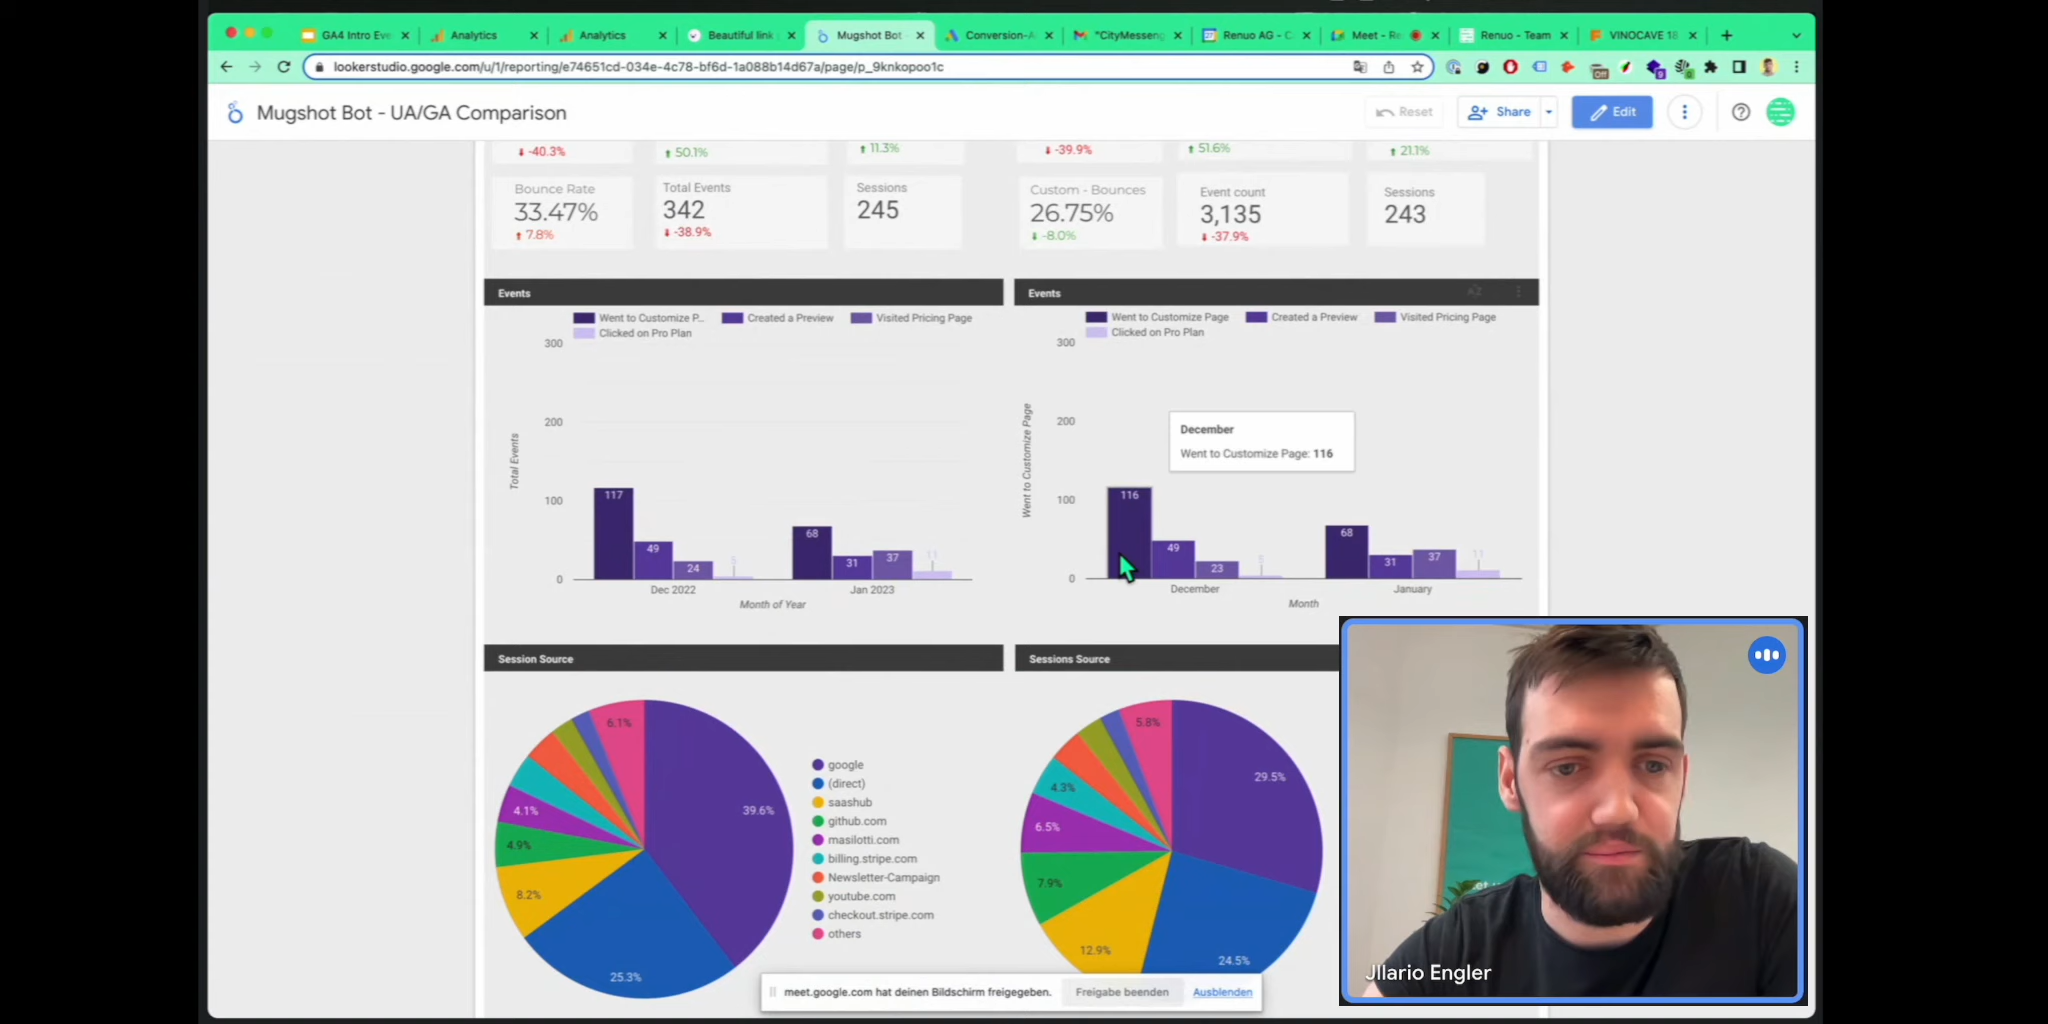 GA4 Intro Eve
Analytics
Analytics
Beautiful link
Mugshot Bot
Conversion-A
"CityMesseng
Renuo AG - C
Meet - Re
Renuo - Team
VINOCAVE 18
lookerstudio.google.com/u/1/reporting/e74651cd-034e-4c78-bf6d-1a088b14d67a/page/p_9knkopoo1c
Mugshot Bot - UA/GA Comparison
Reset
Share
Edit
-40.3%
50.1%
11.3%
-39.9%
51.6%
21.1%
Bounce Rate
33.47%
7.8%
Total Events
342
-38.9%
Sessions
245
Custom - Bounces
26.75%
-8.0%
Event count
3,135
-37.9%
Sessions
243
Events
Went to Customize P...
Created a Preview
Visited Pricing Page
Clicked on Pro Plan
300
200
100
0
Total Events
117
49
24
5
68
31
37
11
Dec 2022
Jan 2023
Month of Year
Events
Went to Customize Page
Created a Preview
Visited Pricing Page
Clicked on Pro Plan
300
200
100
0
Went to Customize Page
December
Went to Customize Page: 116
116
49
23
5
68
31
37
11
December
January
Month
Session Source
6.1%
39.6%
4.1%
4.9%
8.2%
25.3%
google
(direct)
saashub
github.com
masilotti.com
billing.stripe.com
Newsletter-Campaign
youtube.com
checkout.stripe.com
others
Sessions Source
5.8%
29.5%
4.3%
6.5%
7.9%
12.9%
24.5%
meet.google.com hat deinen Bildschirm freigegeben.
Freigabe beenden
Ausblenden
Jllario Engler